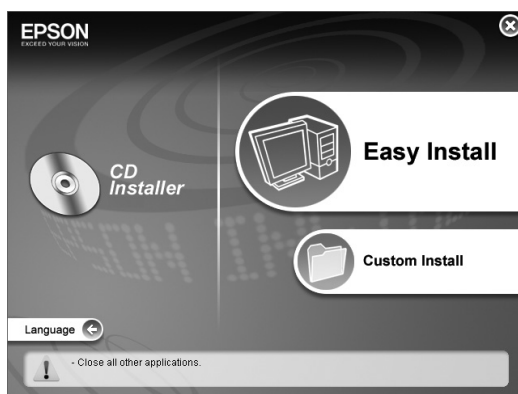 EPSON
EXCEED YOUR VISION
CD
Installer
Easy Install
Custom Install
Language
- Close all other applications.